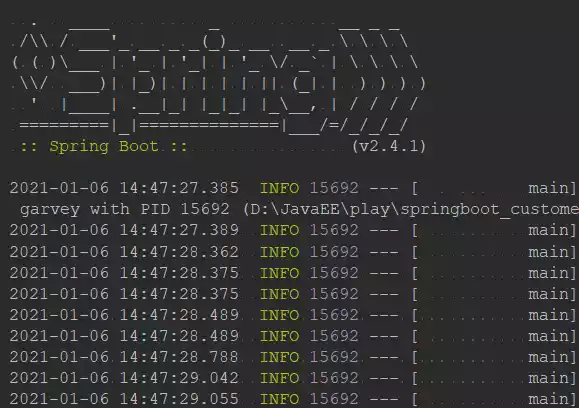 .   ____          _            __ _ _
 /\\ / ___'_ __ _ _(_)_ __  __ _ \ \ \ \
( ( )\___ | '_ | '_| | '_ \/ _` | \ \ \ \
 \\/  ___)| |_)| | | | | || (_| |  ) ) ) )
  '  |____| .__|_| |_|_| |_\__, | / / / /
 =========|_|==============|___/=/_/_/_/
 :: Spring Boot ::                (v2.4.1)
2021-01-06 14:47:27.385  INFO 15692 --- [           main]
 garvey with PID 15692 (D:\JavaEE\play\springboot_custome
2021-01-06 14:47:27.389  INFO 15692 --- [           main]
2021-01-06 14:47:28.362  INFO 15692 --- [           main]
2021-01-06 14:47:28.375  INFO 15692 --- [           main]
2021-01-06 14:47:28.375  INFO 15692 --- [           main]
2021-01-06 14:47:28.489  INFO 15692 --- [           main]
2021-01-06 14:47:28.489  INFO 15692 --- [           main]
2021-01-06 14:47:28.788  INFO 15692 --- [           main]
2021-01-06 14:47:29.042  INFO 15692 --- [           main]
2021-01-06 14:47:29.055  INFO 15692 --- [           main]